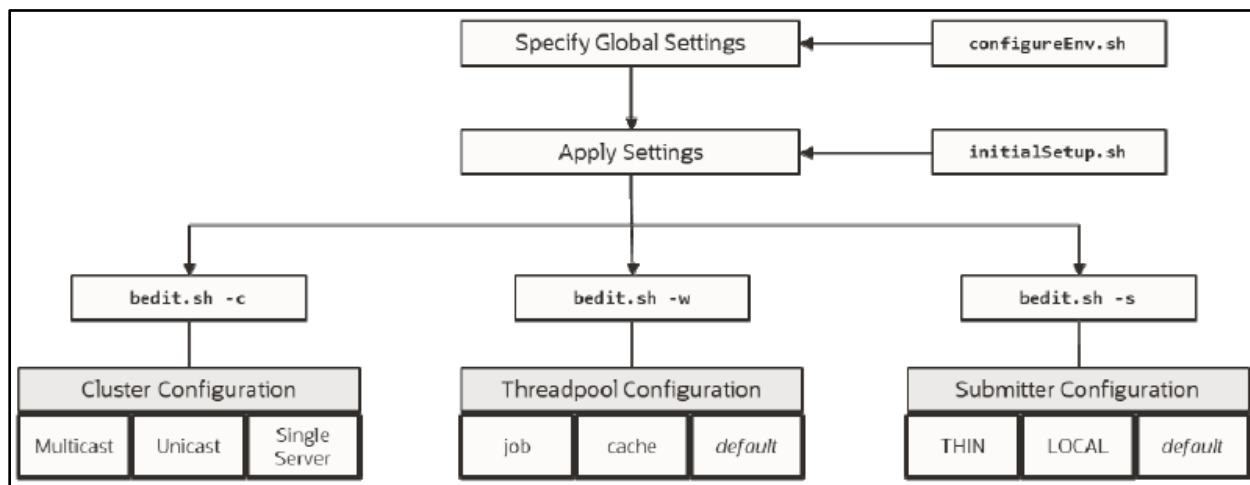 Specify Global Settings
configureEnv.sh
Apply Settings
initialSetup.sh
bedit.sh -c
bedit.sh -w
bedit.sh -s
Cluster Configuration
Multicast
Unicast
Single
Server
Threadpool Configuration
job
cache
default
Submitter Configuration
THIN
LOCAL
default